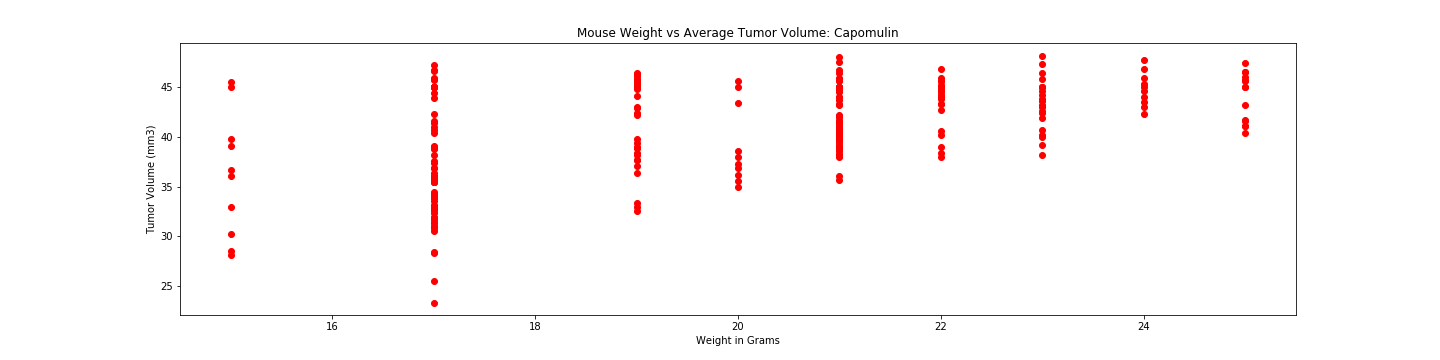 Mouse Weight vs Average Tumor Volume: Capomulin
Tumor Volume (mm3)
45
40
35
30
25
16 18 20 22 24
Weight in Grams